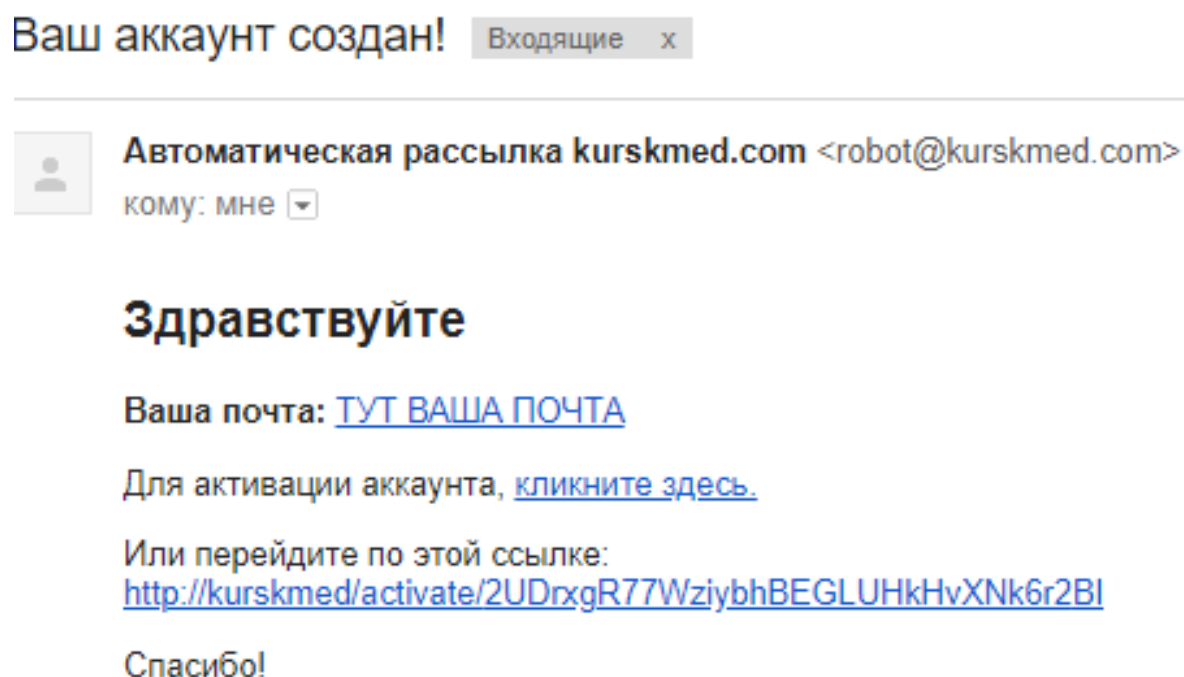 Ваш аккаунт создан! Входящие x
Автоматическая рассылка kurskmed.com <robot@kurskmed.com>
кому: мне
Здравствуйте
Ваша почта: ТУТ ВАША ПОЧТА
Для активации аккаунта, кликните здесь.
Или перейдите по этой ссылке:
http://kurskmed/activate/2UDrxgR77WziybhBEGLUHkHvXNk6r2BI
Спасибо!